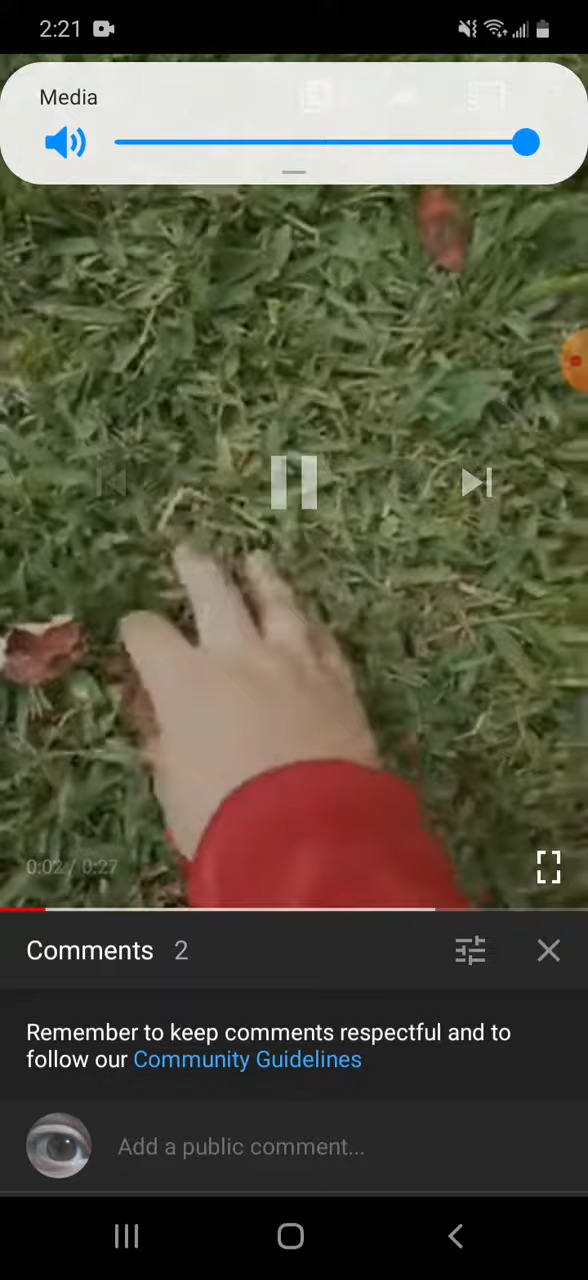 2:21
Media
0:02 / 0:27
Comments 2
Remember to keep comments respectful and to
follow our Community Guidelines
Add a public comment...